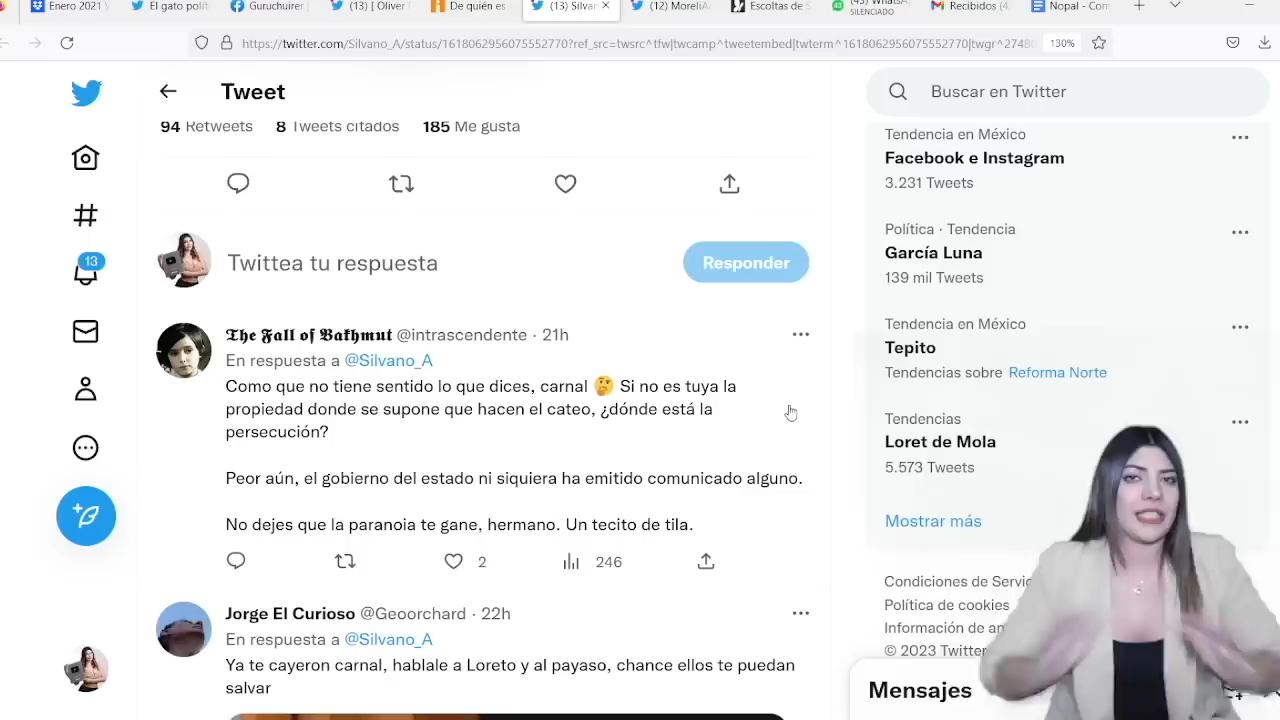 Enero 2021
El gato polít
Guruchuirer
(13) [ Oliver
De quién es
(13) Silvan
(12) MoreliA
Escoltas de S
SILENCIADO
Recibidos (4.
Nopal - Com
https://twitter.com/Silvano_A/status/1618062956075552770?ref_src=twsrc^tfw|twcamp^tweetembed|twterm^1618062956075552770|twgr^27480
130%
Tweet
94 Retweets 8 Tweets citados 185 Me gusta
Twittea tu respuesta
Responder
13
The Fall of Bakhmut @intrascendente · 21h
En respuesta a @Silvano_A
Como que no tiene sentido lo que dices, carnal 🤔 Si no es tuya la
propiedad donde se supone que hacen el cateo, ¿dónde está la
persecución?
Peor aún, el gobierno del estado ni siquiera ha emitido comunicado alguno.
No dejes que la paranoia te gane, hermano. Un tecito de tila.
2
246
Jorge El Curioso @Geoorchard · 22h
En respuesta a @Silvano_A
Ya te cayeron carnal, hablale a Loreto y al payaso, chance ellos te puedan
salvar
Buscar en Twitter
Tendencia en México
Facebook e Instagram
3.231 Tweets
Política · Tendencia
García Luna
139 mil Tweets
Tendencia en México
Tepito
Tendencias sobre Reforma Norte
Tendencias
Loret de Mola
5.573 Tweets
Mostrar más
Condiciones de Servic
Política de cookies
Información de an
© 2023 Twitter
Mensajes